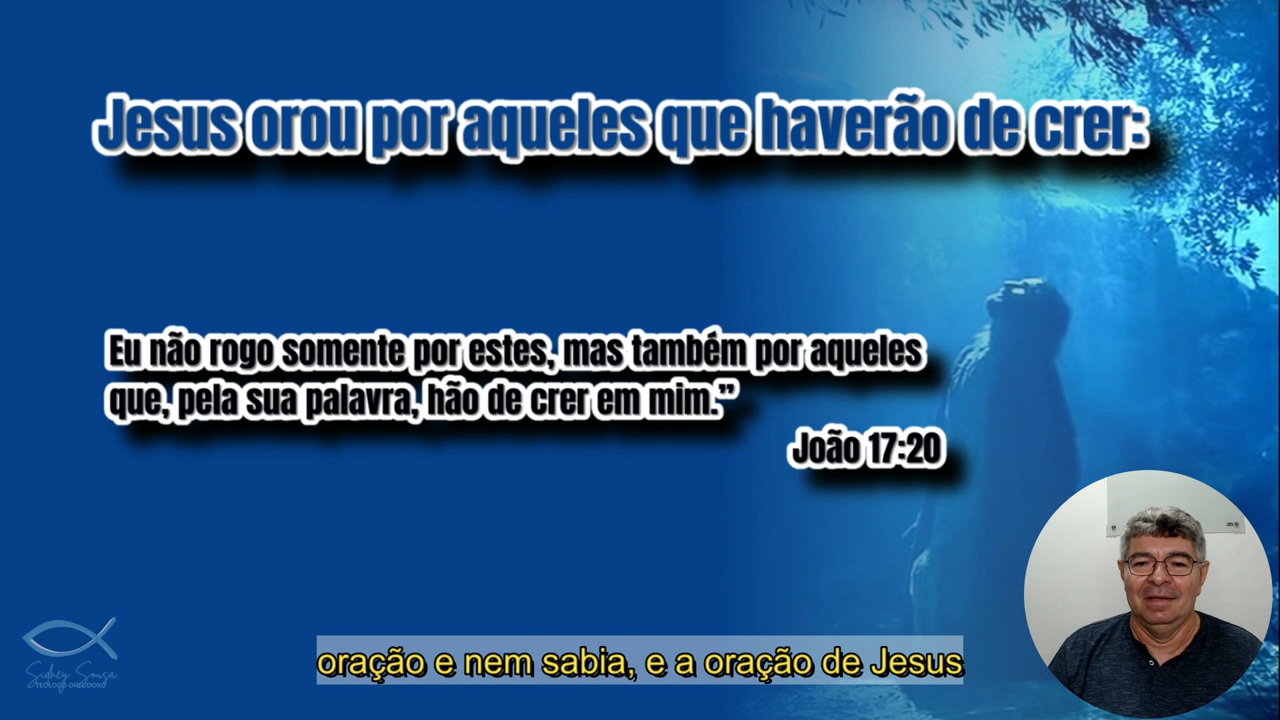 Jesus orou por aqueles que haverão de crer:
Eu não rogo somente por estes, mas também por aqueles
que, pela sua palavra, hão de crer em mim.”
João 17:20
oração e nem sabia, e a oração de Jesus
Sidney Sousa